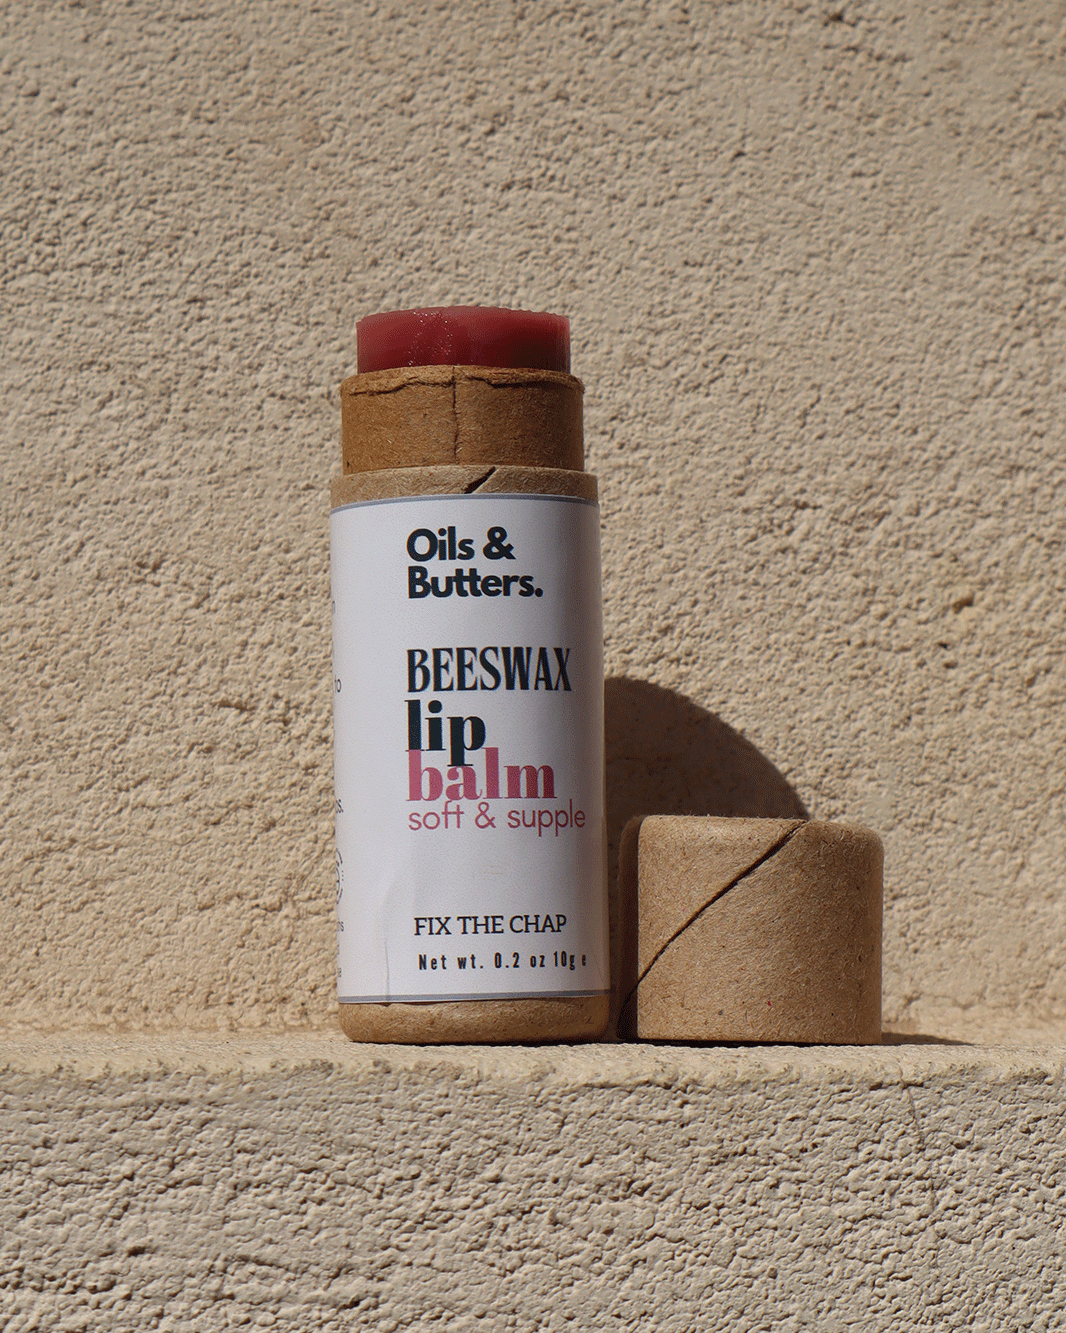 Oils &
Butters.
BEESWAX
lip
balm
soft & supple
FIX THE CHAP
Net wt. 0.2 oz 10g e